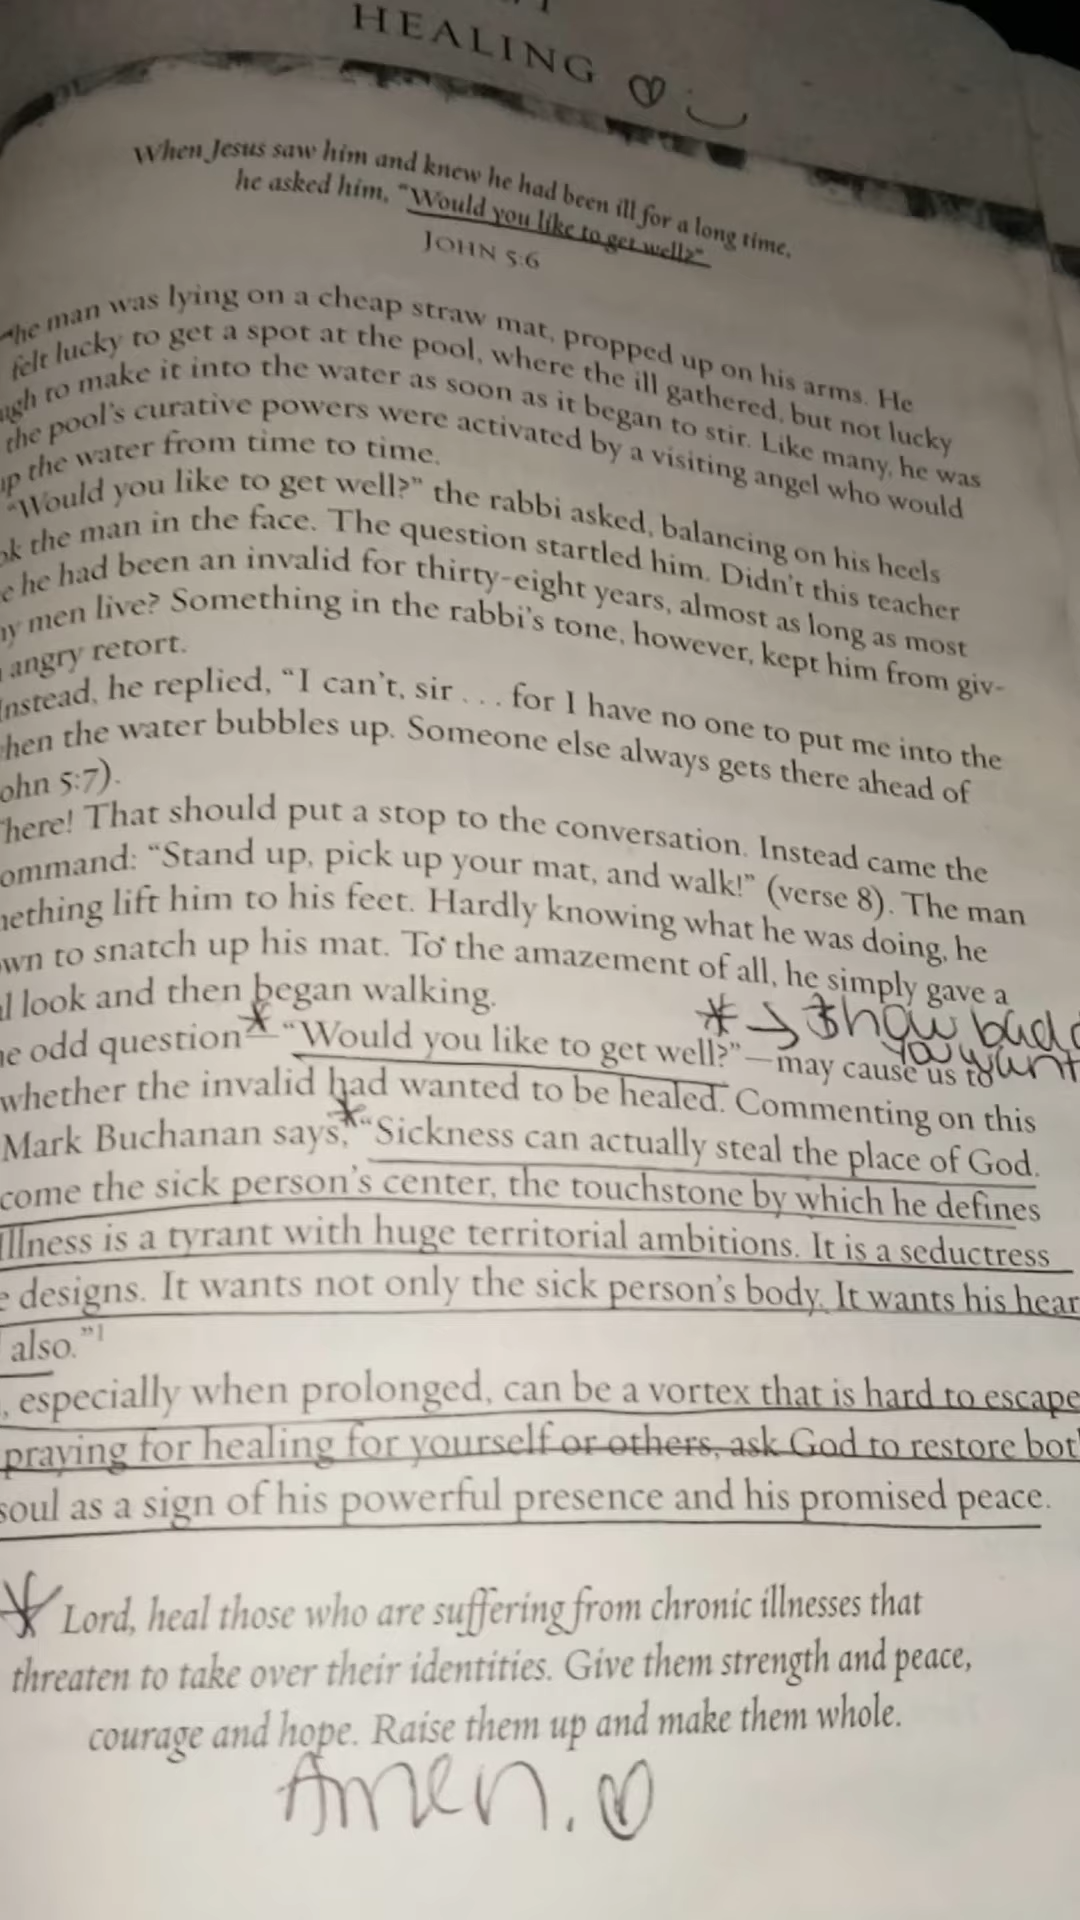 HEALING
When Jesus saw him and knew he had been ill for a long time,
he asked him, "Would you like to get well?"
JOHN 5:6
he man was lying on a cheap straw mat, propped up on his arms. He
felt lucky to get a spot at the pool, where the ill gathered, but not lucky
ugh to make it into the water as soon as it began to stir. Like many, he was
the pool's curative powers were activated by a visiting angel who would
up the water from time to time.
"Would you like to get well?" the rabbi asked, balancing on his heels
ok the man in the face. The question startled him. Didn't this teacher
e he had been an invalid for thirty-eight years, almost as long as most
ny men live? Something in the rabbi's tone, however, kept him from giv-
angry retort.
Instead, he replied, "I can't, sir . . . for I have no one to put me into the
hen the water bubbles up. Someone else always gets there ahead of
ohn 5:7).
here! That should put a stop to the conversation. Instead came the
ommand: "Stand up, pick up your mat, and walk!" (verse 8). The man
mething lift him to his feet. Hardly knowing what he was doing, he
wn to snatch up his mat. To the amazement of all, he simply gave a
l look and then began walking.
* → Show bad
you want
he odd question—"Would you like to get well?"—may cause us to
whether the invalid had wanted to be healed. Commenting on this
Mark Buchanan says, "Sickness can actually steal the place of God.
come the sick person's center, the touchstone by which he defines
Illness is a tyrant with huge territorial ambitions. It is a seductress
e designs. It wants not only the sick person's body. It wants his hear
also."1
, especially when prolonged, can be a vortex that is hard to escape
praying for healing for yourself or others, ask God to restore bot
soul as a sign of his powerful presence and his promised peace.
Lord, heal those who are suffering from chronic illnesses that
threaten to take over their identities. Give them strength and peace,
courage and hope. Raise them up and make them whole.
Amen.